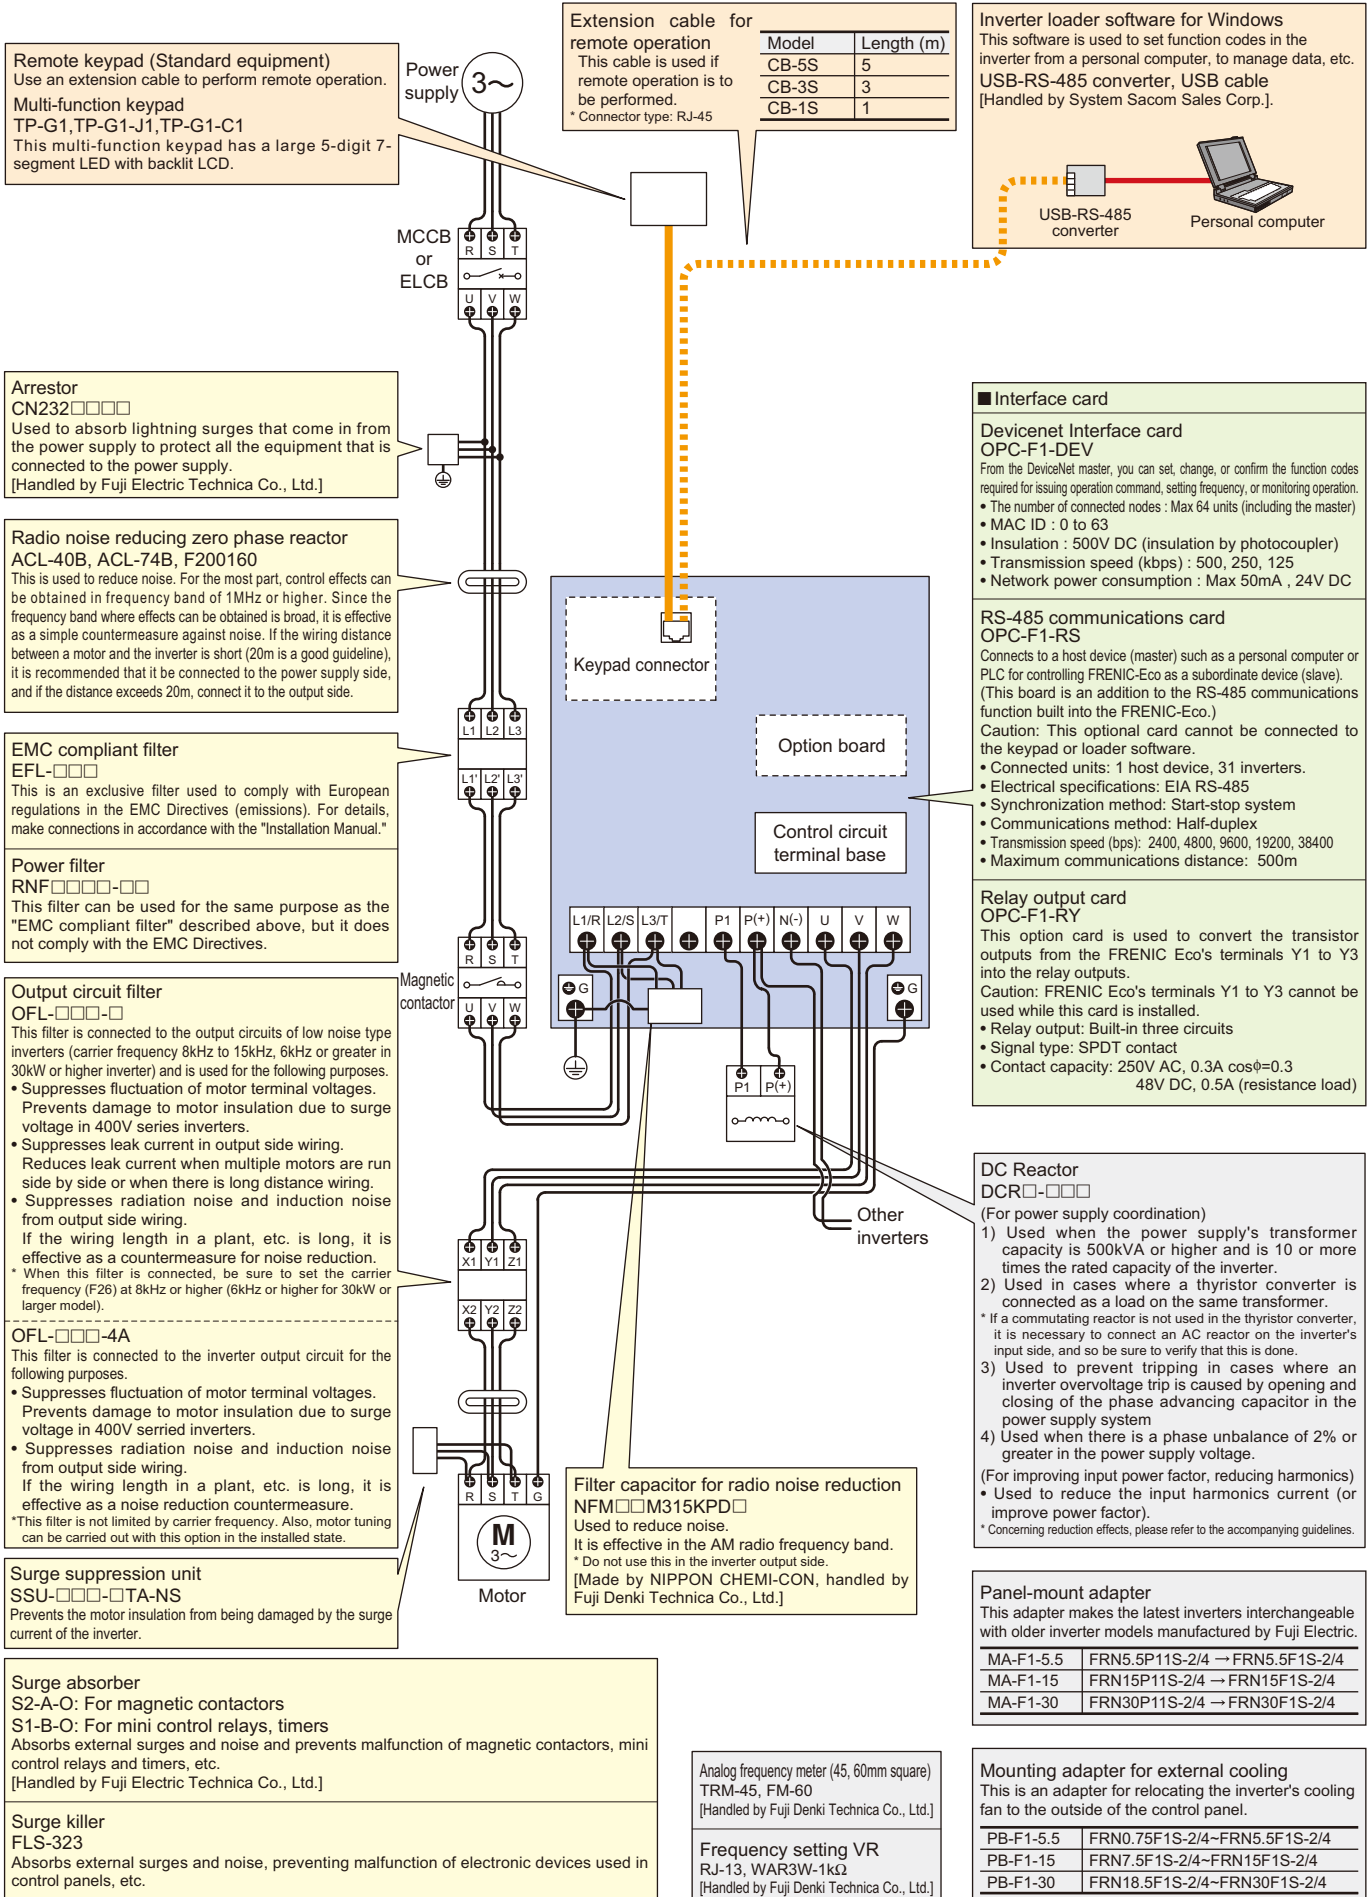 Remote keypad (Standard equipment)
Use an extension cable to perform remote operation.
Multi-function keypad
TP-G1,TP-G1-J1,TP-G1-C1
This multi-function keypad has a large 5-digit 7-
segment LED with backlit LCD.
Power
supply
3～
Extension cable for
remote operation
This cable is used if
remote operation is to
be performed.
* Connector type: RJ-45
Model Length (m)
CB-5S 5
CB-3S 3
CB-1S 1
Inverter loader software for Windows
This software is used to set function codes in the
inverter from a personal computer, to manage data, etc.
USB-RS-485 converter, USB cable
[Handled by System Sacom Sales Corp.].
USB-RS-485
converter
Personal computer
MCCB
or
ELCB
R S T
U V W
Arrestor
CN232□□□□
Used to absorb lightning surges that come in from
the power supply to protect all the equipment that is
connected to the power supply.
[Handled by Fuji Electric Technica Co., Ltd.]
Radio noise reducing zero phase reactor
ACL-40B, ACL-74B, F200160
This is used to reduce noise. For the most part, control effects can
be obtained in frequency band of 1MHz or higher. Since the
frequency band where effects can be obtained is broad, it is effective
as a simple countermeasure against noise. If the wiring distance
between a motor and the inverter is short (20m is a good guideline),
it is recommended that it be connected to the power supply side,
and if the distance exceeds 20m, connect it to the output side.
L1 L2 L3
L1' L2' L3'
EMC compliant filter
EFL-□□□
This is an exclusive filter used to comply with European
regulations in the EMC Directives (emissions). For details,
make connections in accordance with the "Installation Manual."
Power filter
RNF□□□□-□□
This filter can be used for the same purpose as the
"EMC compliant filter" described above, but it does
not comply with the EMC Directives.
Magnetic
contactor
R S T
U V W
Output circuit filter
OFL-□□□-□
This filter is connected to the output circuits of low noise type
inverters (carrier frequency 8kHz to 15kHz, 6kHz or greater in
30kW or higher inverter) and is used for the following purposes.
• Suppresses fluctuation of motor terminal voltages.
Prevents damage to motor insulation due to surge
voltage in 400V series inverters.
• Suppresses leak current in output side wiring.
Reduces leak current when multiple motors are run
side by side or when there is long distance wiring.
• Suppresses radiation noise and induction noise
from output side wiring.
If the wiring length in a plant, etc. is long, it is
effective as a countermeasure for noise reduction.
* When this filter is connected, be sure to set the carrier
frequency (F26) at 8kHz or higher (6kHz or higher for 30kW or
larger model).
OFL-□□□-4A
This filter is connected to the inverter output circuit for the
following purposes.
• Suppresses fluctuation of motor terminal voltages.
Prevents damage to motor insulation due to surge
voltage in 400V serried inverters.
• Suppresses radiation noise and induction noise
from output side wiring.
If the wiring length in a plant, etc. is long, it is
effective as a noise reduction countermeasure.
*This filter is not limited by carrier frequency. Also, motor tuning
can be carried out with this option in the installed state.
Surge suppression unit
SSU-□□□-□TA-NS
Prevents the motor insulation from being damaged by the surge
current of the inverter.
Keypad connector
Option board
Control circuit
terminal base
L1/R L2/S L3/T P1 P(+) N(-) U V W
G
G
P1 P(+)
Other
inverters
X1 Y1 Z1
X2 Y2 Z2
R S T G
M
3～
Motor
Filter capacitor for radio noise reduction
NFM□□M315KPD□
Used to reduce noise.
It is effective in the AM radio frequency band.
* Do not use this in the inverter output side.
[Made by NIPPON CHEMI-CON, handled by
Fuji Denki Technica Co., Ltd.]
■Interface card
Devicenet Interface card
OPC-F1-DEV
From the DeviceNet master, you can set, change, or confirm the function codes
required for issuing operation command, setting frequency, or monitoring operation.
• The number of connected nodes : Max 64 units (including the master)
• MAC ID : 0 to 63
• Insulation : 500V DC (insulation by photocoupler)
• Transmission speed (kbps) : 500, 250, 125
• Network power consumption : Max 50mA , 24V DC
RS-485 communications card
OPC-F1-RS
Connects to a host device (master) such as a personal computer or
PLC for controlling FRENIC-Eco as a subordinate device (slave).
(This board is an addition to the RS-485 communications
function built into the FRENIC-Eco.)
Caution: This optional card cannot be connected to
the keypad or loader software.
• Connected units: 1 host device, 31 inverters.
• Electrical specifications: EIA RS-485
• Synchronization method: Start-stop system
• Communications method: Half-duplex
• Transmission speed (bps): 2400, 4800, 9600, 19200, 38400
• Maximum communications distance: 500m
Relay output card
OPC-F1-RY
This option card is used to convert the transistor
outputs from the FRENIC Eco's terminals Y1 to Y3
into the relay outputs.
Caution: FRENIC Eco's terminals Y1 to Y3 cannot be
used while this card is installed.
• Relay output: Built-in three circuits
• Signal type: SPDT contact
• Contact capacity: 250V AC, 0.3A cosϕ=0.3
48V DC, 0.5A (resistance load)
DC Reactor
DCR□-□□□
(For power supply coordination)
1) Used when the power supply's transformer
capacity is 500kVA or higher and is 10 or more
times the rated capacity of the inverter.
2) Used in cases where a thyristor converter is
connected as a load on the same transformer.
* If a commutating reactor is not used in the thyristor converter,
it is necessary to connect an AC reactor on the inverter's
input side, and so be sure to verify that this is done.
3) Used to prevent tripping in cases where an
inverter overvoltage trip is caused by opening and
closing of the phase advancing capacitor in the
power supply system
4) Used when there is a phase unbalance of 2% or
greater in the power supply voltage.
(For improving input power factor, reducing harmonics)
• Used to reduce the input harmonics current (or
improve power factor).
* Concerning reduction effects, please refer to the accompanying guidelines.
Panel-mount adapter
This adapter makes the latest inverters interchangeable
with older inverter models manufactured by Fuji Electric.
MA-F1-5.5 FRN5.5P11S-2/4 → FRN5.5F1S-2/4
MA-F1-15 FRN15P11S-2/4 → FRN15F1S-2/4
MA-F1-30 FRN30P11S-2/4 → FRN30F1S-2/4
Surge absorber
S2-A-O: For magnetic contactors
S1-B-O: For mini control relays, timers
Absorbs external surges and noise and prevents malfunction of magnetic contactors, mini
control relays and timers, etc.
[Handled by Fuji Electric Technica Co., Ltd.]
Surge killer
FLS-323
Absorbs external surges and noise, preventing malfunction of electronic devices used in
control panels, etc.
Analog frequency meter (45, 60mm square)
TRM-45, FM-60
[Handled by Fuji Denki Technica Co., Ltd.]
Frequency setting VR
RJ-13, WAR3W-1kΩ
[Handled by Fuji Denki Technica Co., Ltd.]
Mounting adapter for external cooling
This is an adapter for relocating the inverter's cooling
fan to the outside of the control panel.
PB-F1-5.5 FRN0.75F1S-2/4~FRN5.5F1S-2/4
PB-F1-15 FRN7.5F1S-2/4~FRN15F1S-2/4
PB-F1-30 FRN18.5F1S-2/4~FRN30F1S-2/4